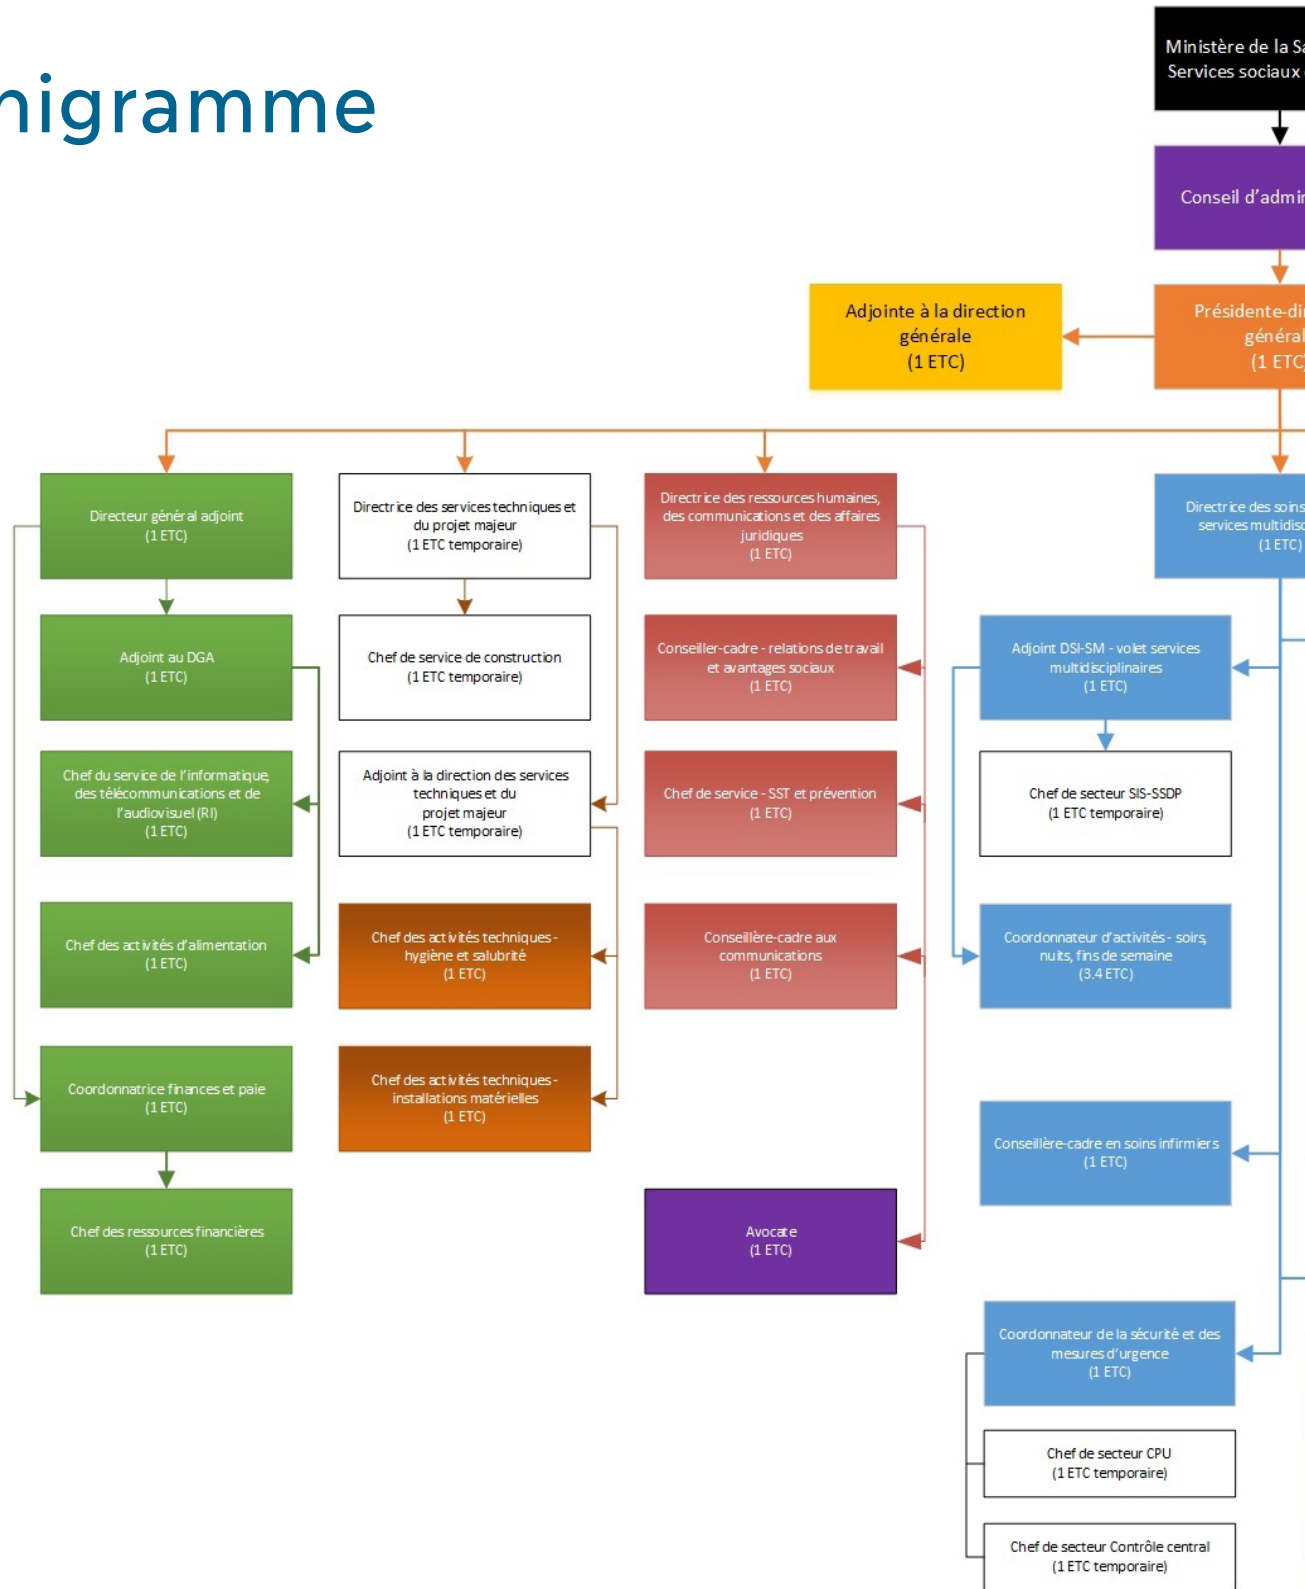 nigramme
Ministère de la Sa
Services sociaux
Conseil d'admin
Adjointe à la direction
générale
(1 ETC)
Présidente-dir
général
(1 ETC)
Directeur général adjoint
(1 ETC)
Directrice des services techniques et
du projet majeur
(1 ETC temporaire)
Directrice des ressources humaines,
des communications et des affaires
juridiques
(1 ETC)
Directrice des soins
services multidisc
(1 ETC)
Adjoint au DGA
(1 ETC)
Chef de service de construction
(1 ETC temporaire)
Conseiller-cadre - relations de travail
et avantages sociaux
(1 ETC)
Adjoint DSI-SM - volet services
multidisciplinaires
(1 ETC)
Chef du service de l'informatique,
des télécommunications et de
l'audiovisuel (RI)
(1 ETC)
Adjoint à la direction des services
techniques et du
projet majeur
(1 ETC temporaire)
Chef de service - SST et prévention
(1 ETC)
Chef de secteur SIS-SSDP
(1 ETC temporaire)
Chef des activités d'alimentation
(1 ETC)
Chef des activités techniques -
hygiène et salubrité
(1 ETC)
Conseillère-cadre aux
communications
(1 ETC)
Coordonnateur d'activités - soirs,
nuits, fins de semaine
(3.4 ETC)
Coordonnatrice finances et paie
(1 ETC)
Chef des activités techniques -
installations matérielles
(1 ETC)
Conseillère-cadre en soins infirmiers
(1 ETC)
Chef des ressources financières
(1 ETC)
Avocate
(1 ETC)
Coordonnateur de la sécurité et des
mesures d'urgence
(1 ETC)
Chef de secteur CPU
(1 ETC temporaire)
Chef de secteur Contrôle central
(1 ETC temporaire)